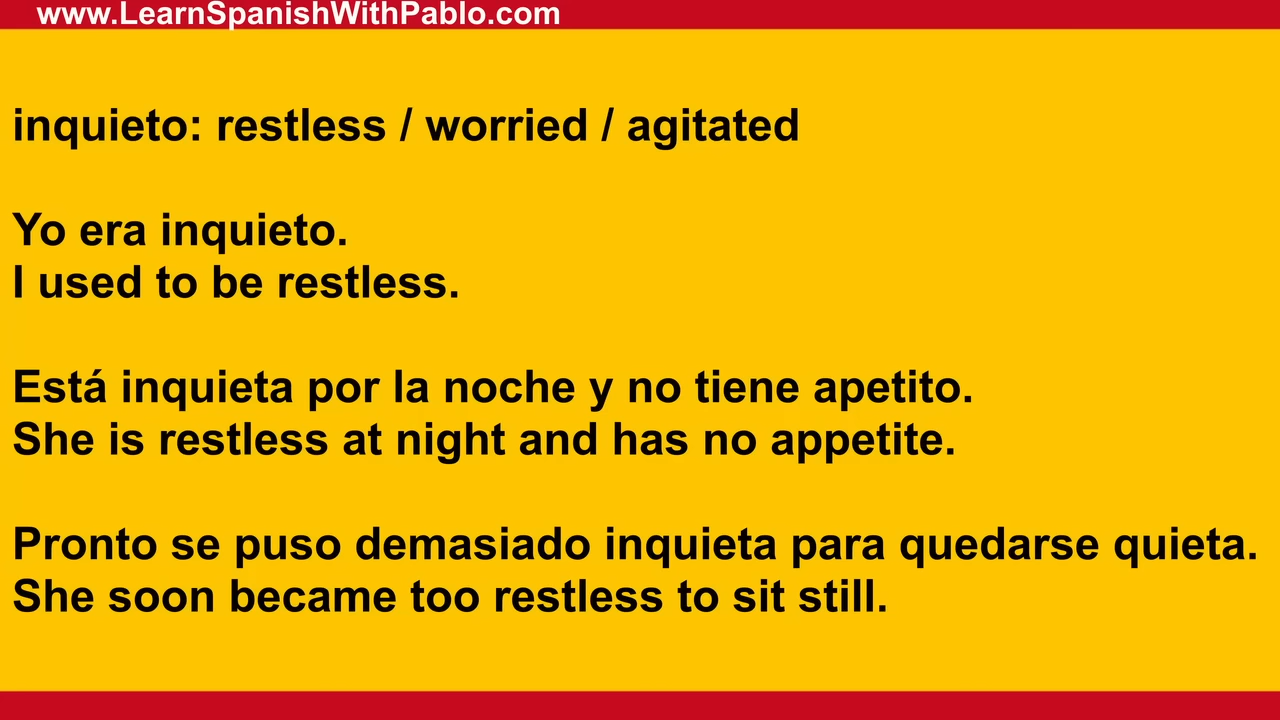 www.LearnSpanishWithPablo.com
inquieto: restless / worried / agitated
Yo era inquieto.
I used to be restless.
Está inquieta por la noche y no tiene apetito.
She is restless at night and has no appetite.
Pronto se puso demasiado inquieta para quedarse quieta.
She soon became too restless to sit still.